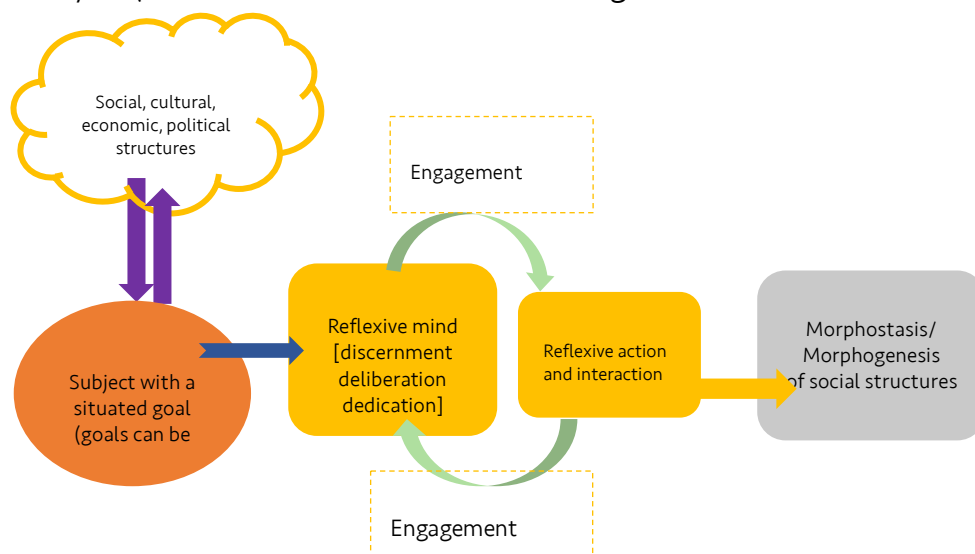 Social, cultural,
economic, political
structures
Engagement
Reflexive mind
[discernment
deliberation
dedication]
Reflexive action
and interaction
Morphostasis/
Morphogenesis
of social structures
Subject with a
situated goal
(goals can be
Engagement